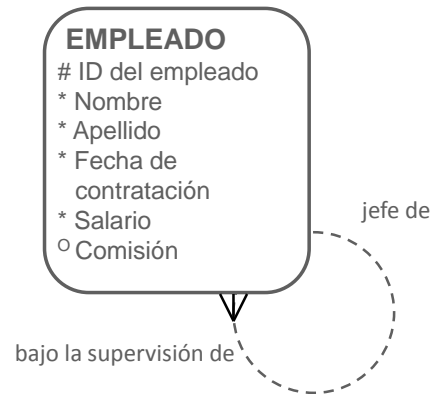 EMPLEADO
# ID del empleado
* Nombre
* Apellido
* Fecha de
contratación
* Salario
O Comisión
jefe de
bajo la supervisión de